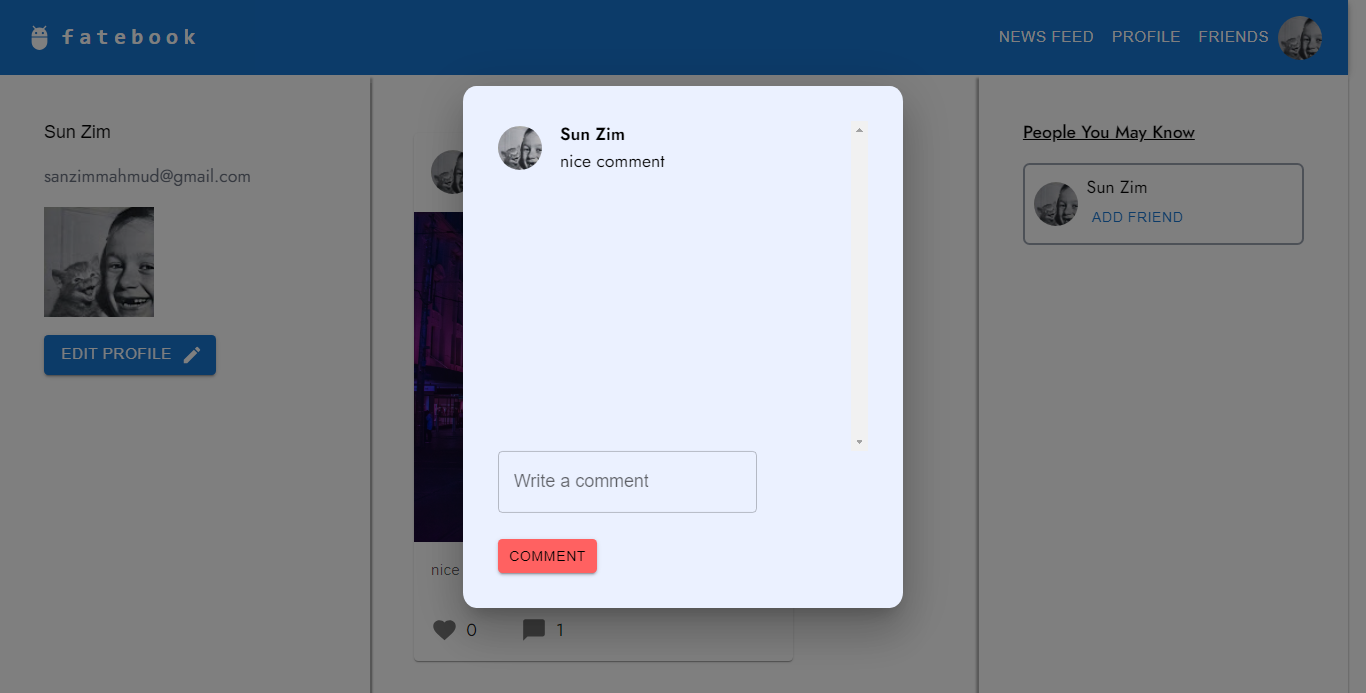 fatebook
NEWS FEED PROFILE FRIENDS
Sun Zim
sanzimmahmud@gmail.com
EDIT PROFILE
Sun Zim
nice comment
Write a comment
COMMENT
nice
0 1
People You May Know
Sun Zim
ADD FRIEND